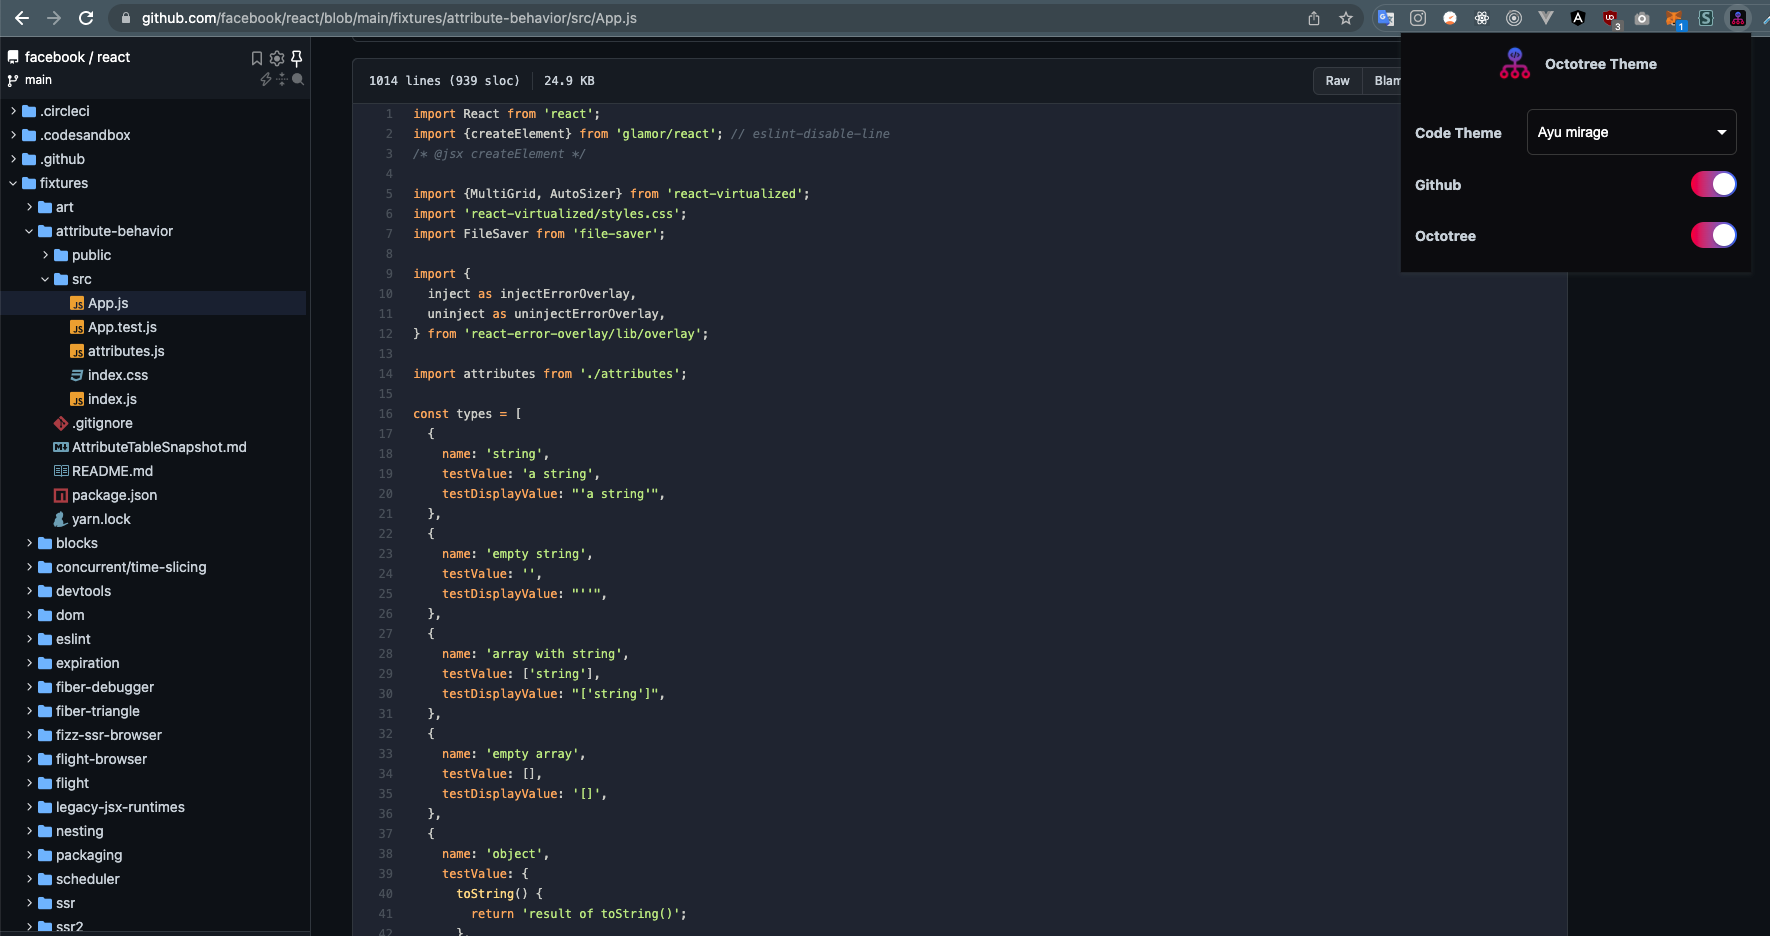 github.com/facebook/react/blob/main/fixtures/attribute-behavior/src/App.js
3
1
facebook / react
main
.circleci
.codesandbox
.github
fixtures
art
attribute-behavior
public
src
App.js
App.test.js
attributes.js
index.css
index.js
.gitignore
AttributeTableSnapshot.md
README.md
package.json
yarn.lock
blocks
concurrent/time-slicing
devtools
dom
eslint
expiration
fiber-debugger
fiber-triangle
fizz-ssr-browser
flight-browser
flight
legacy-jsx-runtimes
nesting
packaging
scheduler
ssr
ssr2
1014 lines (939 sloc) 24.9 KB
Raw
Blam
1 import React from 'react';
2 import {createElement} from 'glamor/react'; // eslint-disable-line
3 /* @jsx createElement */
4
5 import {MultiGrid, AutoSizer} from 'react-virtualized';
6 import 'react-virtualized/styles.css';
7 import FileSaver from 'file-saver';
8
9 import {
10 inject as injectErrorOverlay,
11 uninject as uninjectErrorOverlay,
12 } from 'react-error-overlay/lib/overlay';
13
14 import attributes from './attributes';
15
16 const types = [
17 {
18 name: 'string',
19 testValue: 'a string',
20 testDisplayValue: "'a string'",
21 },
22 {
23 name: 'empty string',
24 testValue: '',
25 testDisplayValue: "''",
26 },
27 {
28 name: 'array with string',
29 testValue: ['string'],
30 testDisplayValue: "['string']",
31 },
32 {
33 name: 'empty array',
34 testValue: [],
35 testDisplayValue: '[]',
36 },
37 {
38 name: 'object',
39 testValue: {
40 toString() {
41 return 'result of toString()';
42 },
Octotree Theme
Code Theme Ayu mirage
Github
Octotree